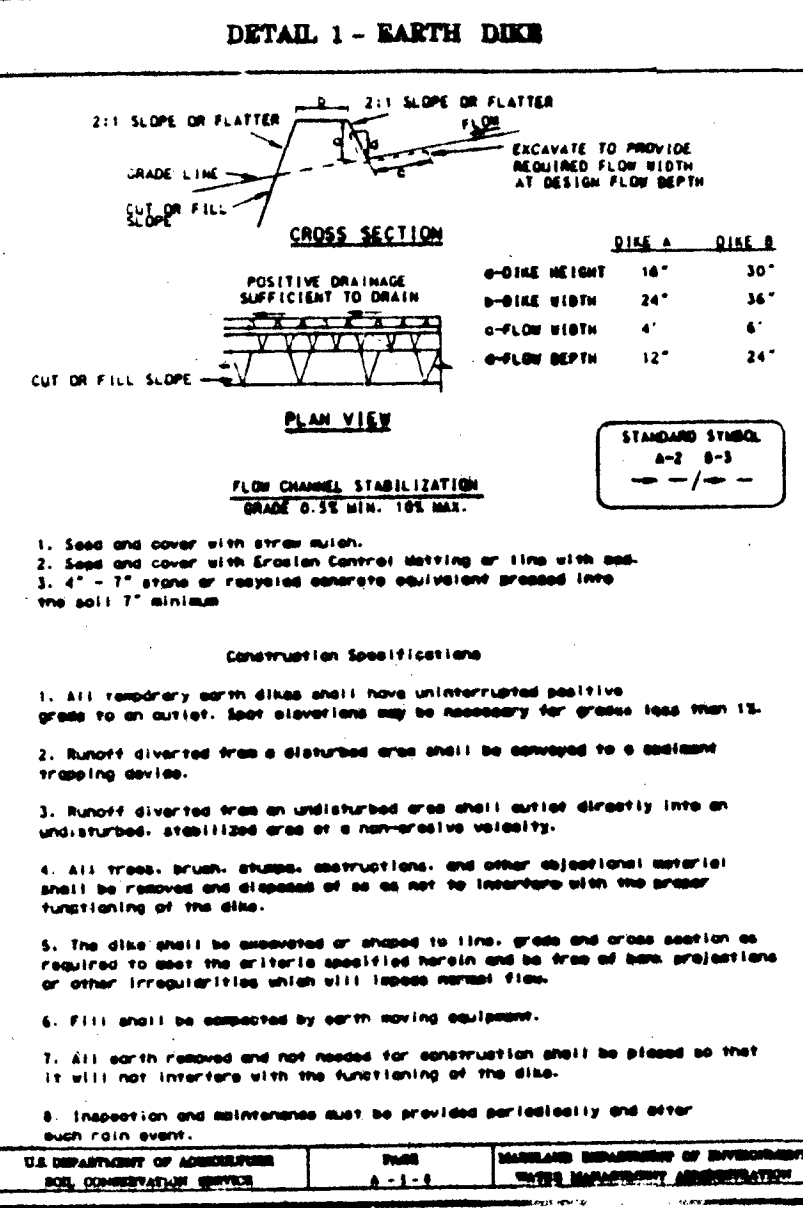 DETAIL 1 - EARTH DIKE
b
2:1 SLOPE OR FLATTER
2:1 SLOPE OR FLATTER
FLOW
EXCAVATE TO PROVIDE
REQUIRED FLOW WIDTH
AT DESIGN FLOW DEPTH
a
d
c
GRADE LINE
CUT OR FILL
SLOPE
CROSS SECTION
DIKE A DIKE B
a-DIKE HEIGHT 18" 30"
b-DIKE WIDTH 24" 36"
c-FLOW WIDTH 4' 6'
d-FLOW DEPTH 12" 24"
POSITIVE DRAINAGE
SUFFICIENT TO DRAIN
CUT OR FILL SLOPE
PLAN VIEW
STANDARD SYMBOL
A-2 B-3
FLOW CHANNEL STABILIZATION
GRADE 0.5% MIN. 10% MAX.
1. Seed and cover with straw mulch.
2. Seed and cover with Erosion Control Matting or line with sod.
3. 4" - 7" stone or recycled concrete equivalent pressed into
the soil 7" minimum
Construction Specifications
1. All temporary earth dikes shall have uninterrupted positive
grade to an outlet. Spot elevations may be necessary for grades less than 1%.
2. Runoff diverted from a disturbed area shall be conveyed to a sediment
trapping device.
3. Runoff diverted from an undisturbed area shall outlet directly into an
undisturbed, stabilized area at a non-erosive velocity.
4. All trees, brush, stumps, obstructions, and other objectional material
shall be removed and disposed of so as not to interfere with the proper
functioning of the dike.
5. The dike shall be excavated or shaped to line, grade and cross section as
required to meet the criteria specified herein and be free of bank projections
or other irregularities which will impede normal flow.
6. Fill shall be compacted by earth moving equipment.
7. All earth removed and not needed for construction shall be placed so that
it will not interfere with the functioning of the dike.
8. Inspection and maintenance must be provided periodically and after
each rain event.
U.S. DEPARTMENT OF AGRICULTURE
SOIL CONSERVATION SERVICE
PAGE
A - 1 - 6
MARYLAND DEPARTMENT OF ENVIRONMENT
WATER MANAGEMENT ADMINISTRATION